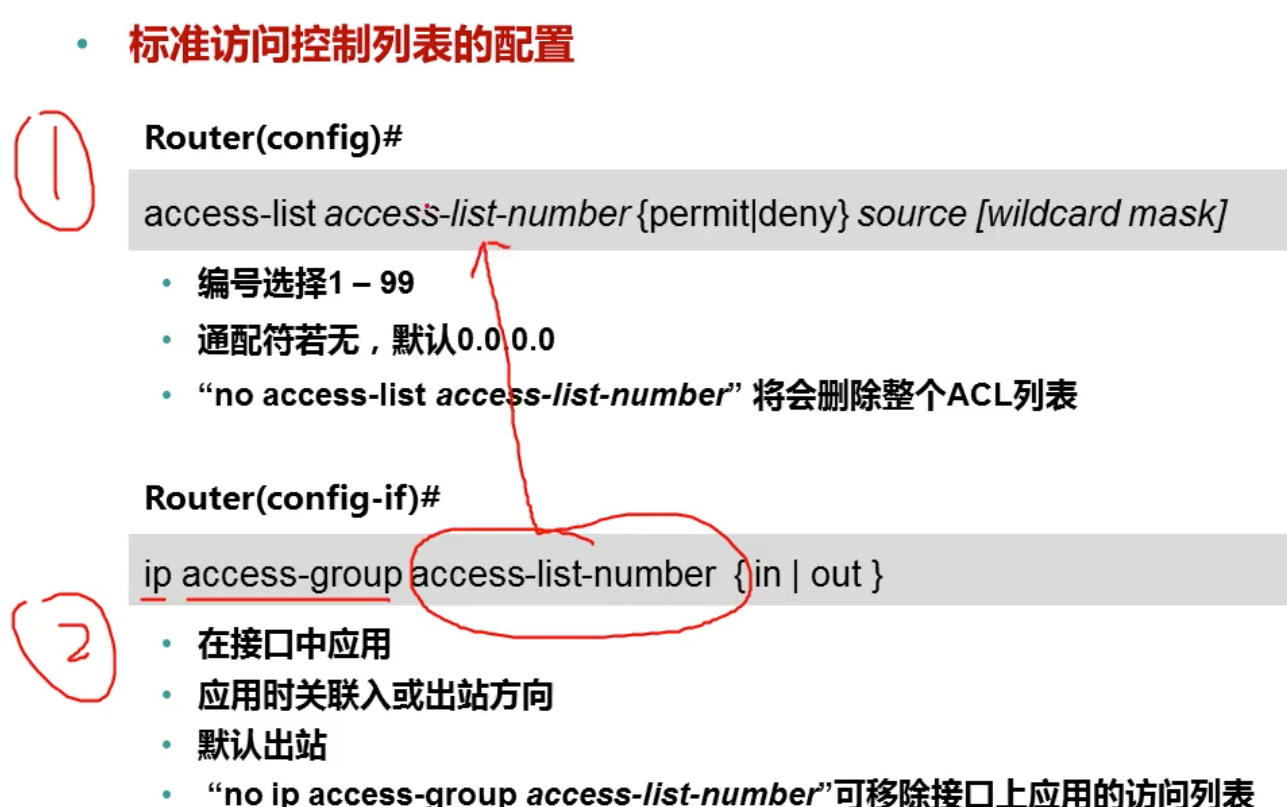 标准访问控制列表的配置
1
Router(config)#
access-list access-list-number {permit|deny} source [wildcard mask]
编号选择1 – 99
通配符若无，默认0.0.0.0
“no access-list access-list-number” 将会删除整个ACL列表
Router(config-if)#
ip access-group access-list-number { in | out }
2
在接口中应用
应用时关联入或出站方向
默认出站
“no ip access-group access-list-number”可移除接口上应用的访问列表